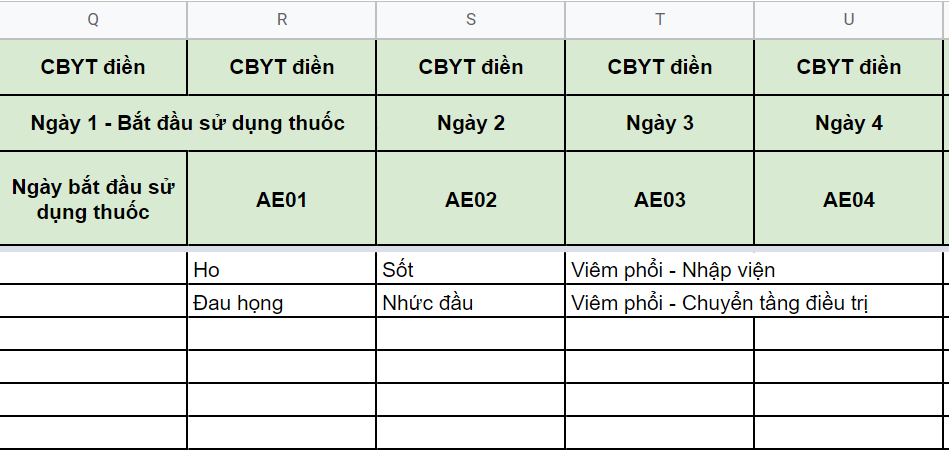 Q R S T U
CBYT điền CBYT điền CBYT điền CBYT điền CBYT điền
Ngày 1 - Bắt đầu sử dụng thuốc Ngày 2 Ngày 3 Ngày 4
Ngày bắt đầu sử
dụng thuốc
AE01 AE02 AE03 AE04
Ho Sốt Viêm phổi - Nhập viện
Đau họng Nhức đầu Viêm phổi - Chuyển tầng điều trị